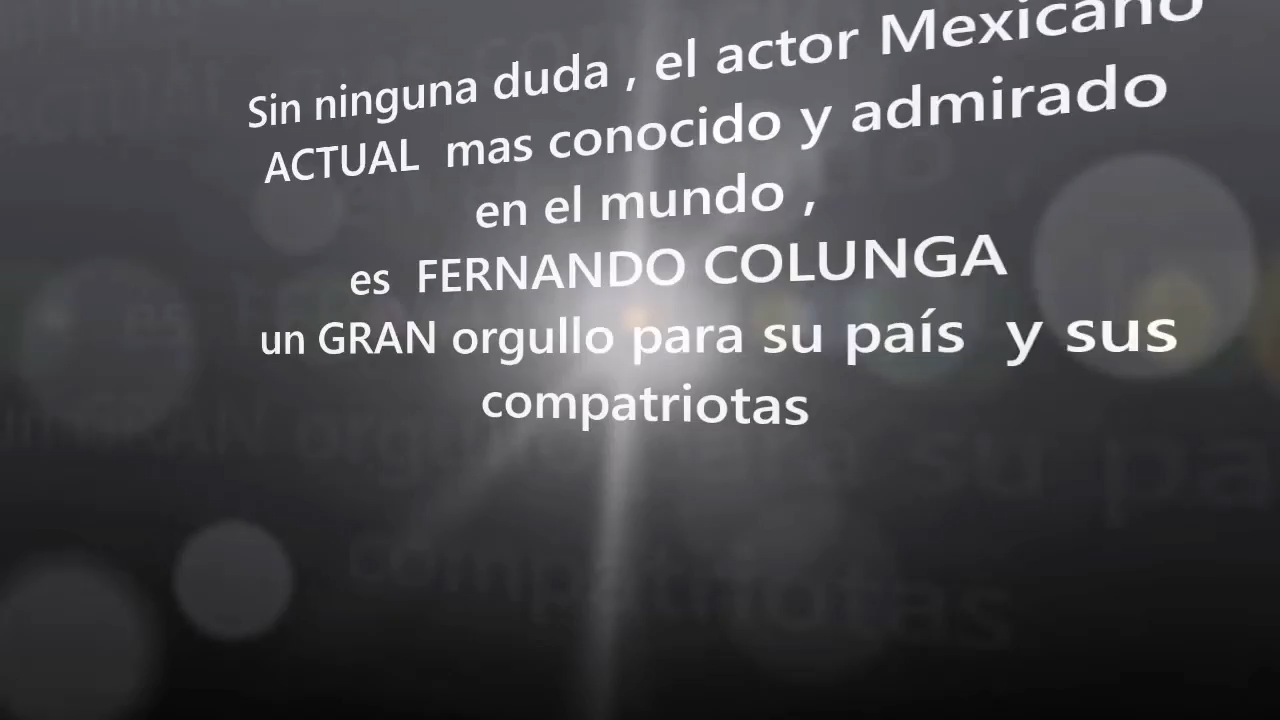 Sin ninguna duda , el actor Mexicano
ACTUAL mas conocido y admirado
en el mundo ,
es FERNANDO COLUNGA
un GRAN orgullo para su país y sus
compatriotas